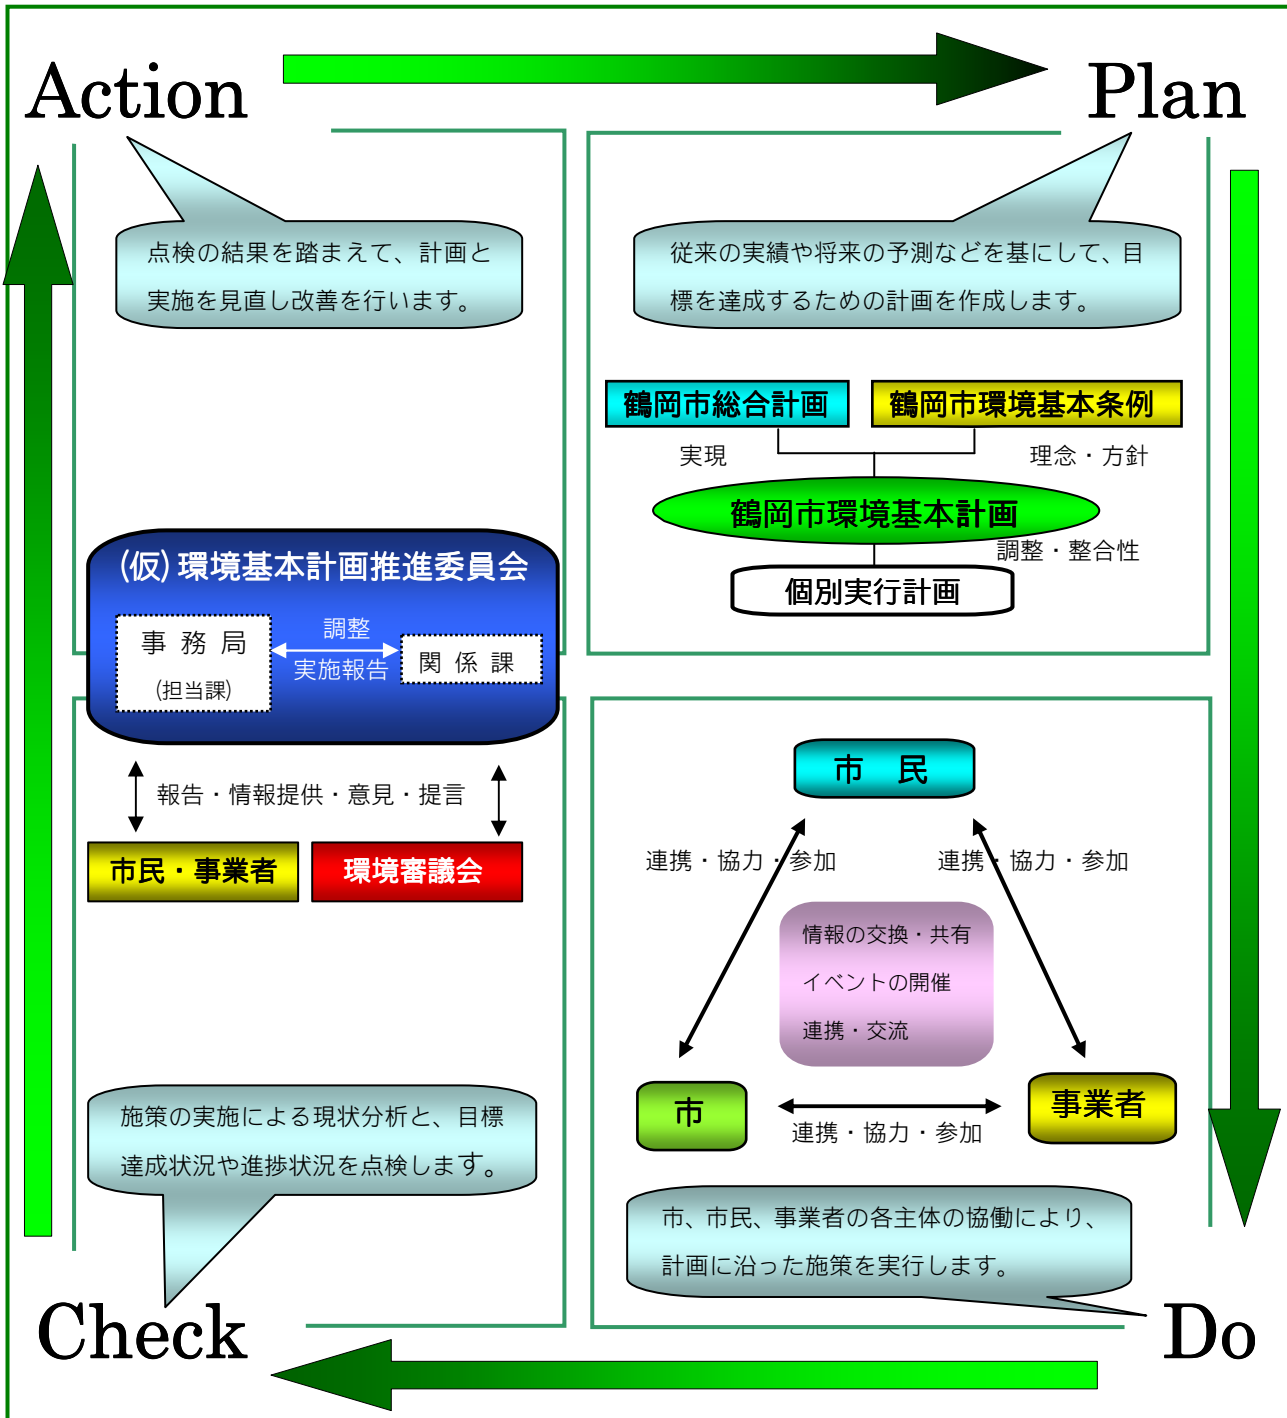 Action
Plan
点検の結果を踏まえて、計画と
実施を見直し改善を行います。
従来の実績や将来の予測などを基にして、目
標を達成するための計画を作成します。
鶴岡市総合計画
鶴岡市環境基本条例
実現
理念・方針
鶴岡市環境基本計画
調整・整合性
個別実行計画
(仮)環境基本計画推進委員会
事務局
(担当課)
調整
実施報告
関係課
報告・情報提供・意見・提言
市民・事業者
環境審議会
市　民
連携・協力・参加
連携・協力・参加
情報の交換・共有
イベントの開催
連携・交流
市
事業者
連携・協力・参加
施策の実施による現状分析と、目標
達成状況や進捗状況を点検します。
市、市民、事業者の各主体の協働により、
計画に沿った施策を実行します。
Check
Do